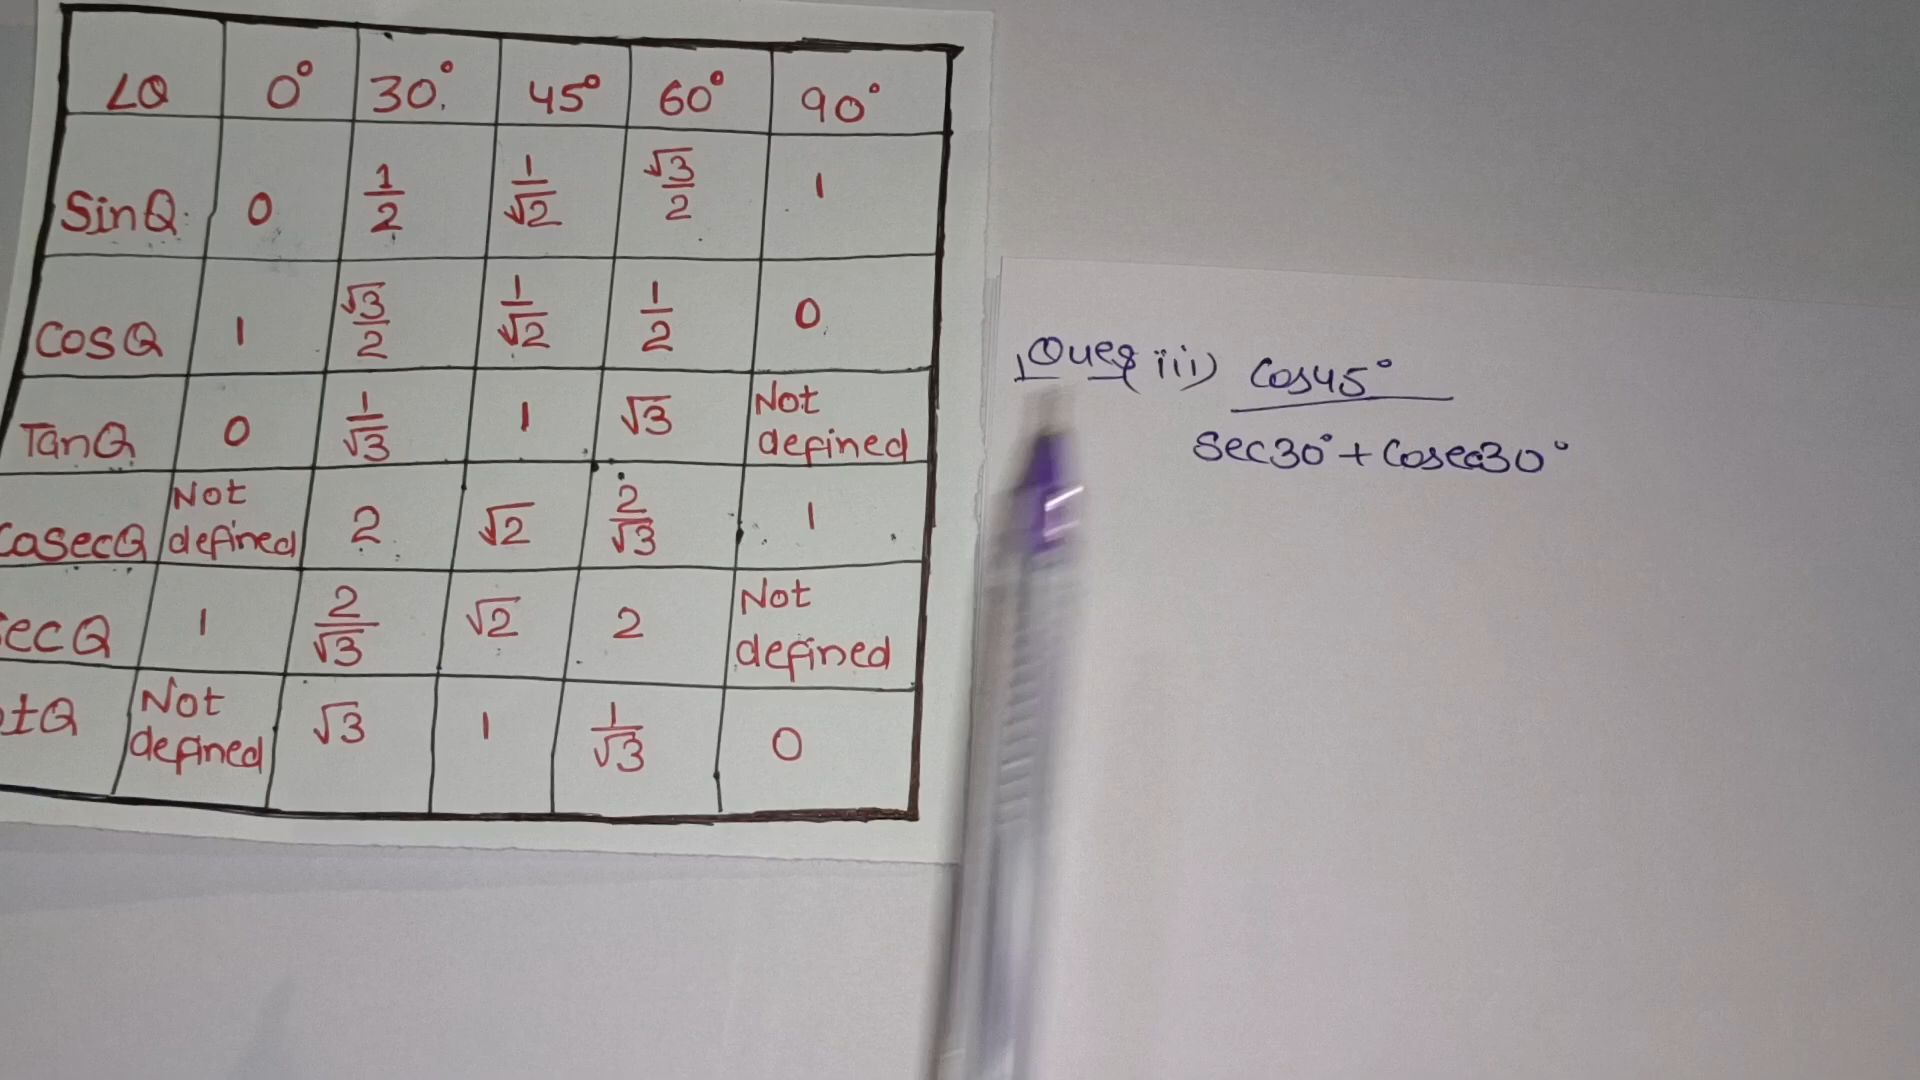 ∠Q 0° 30° 45° 60° 90°
SinQ 0 1/2 1/√2 √3/2 1
CosQ 1 √3/2 1/√2 1/2 0
TanQ 0 1/√3 1 √3 Not defined
CosecQ Not defined 2 √2 2/√3 1
ecQ 1 2/√3 √2 2 Not defined
otQ Not defined √3 1 1/√3 0
Ques iii) Cos45°
Sec30° + Cosec30°